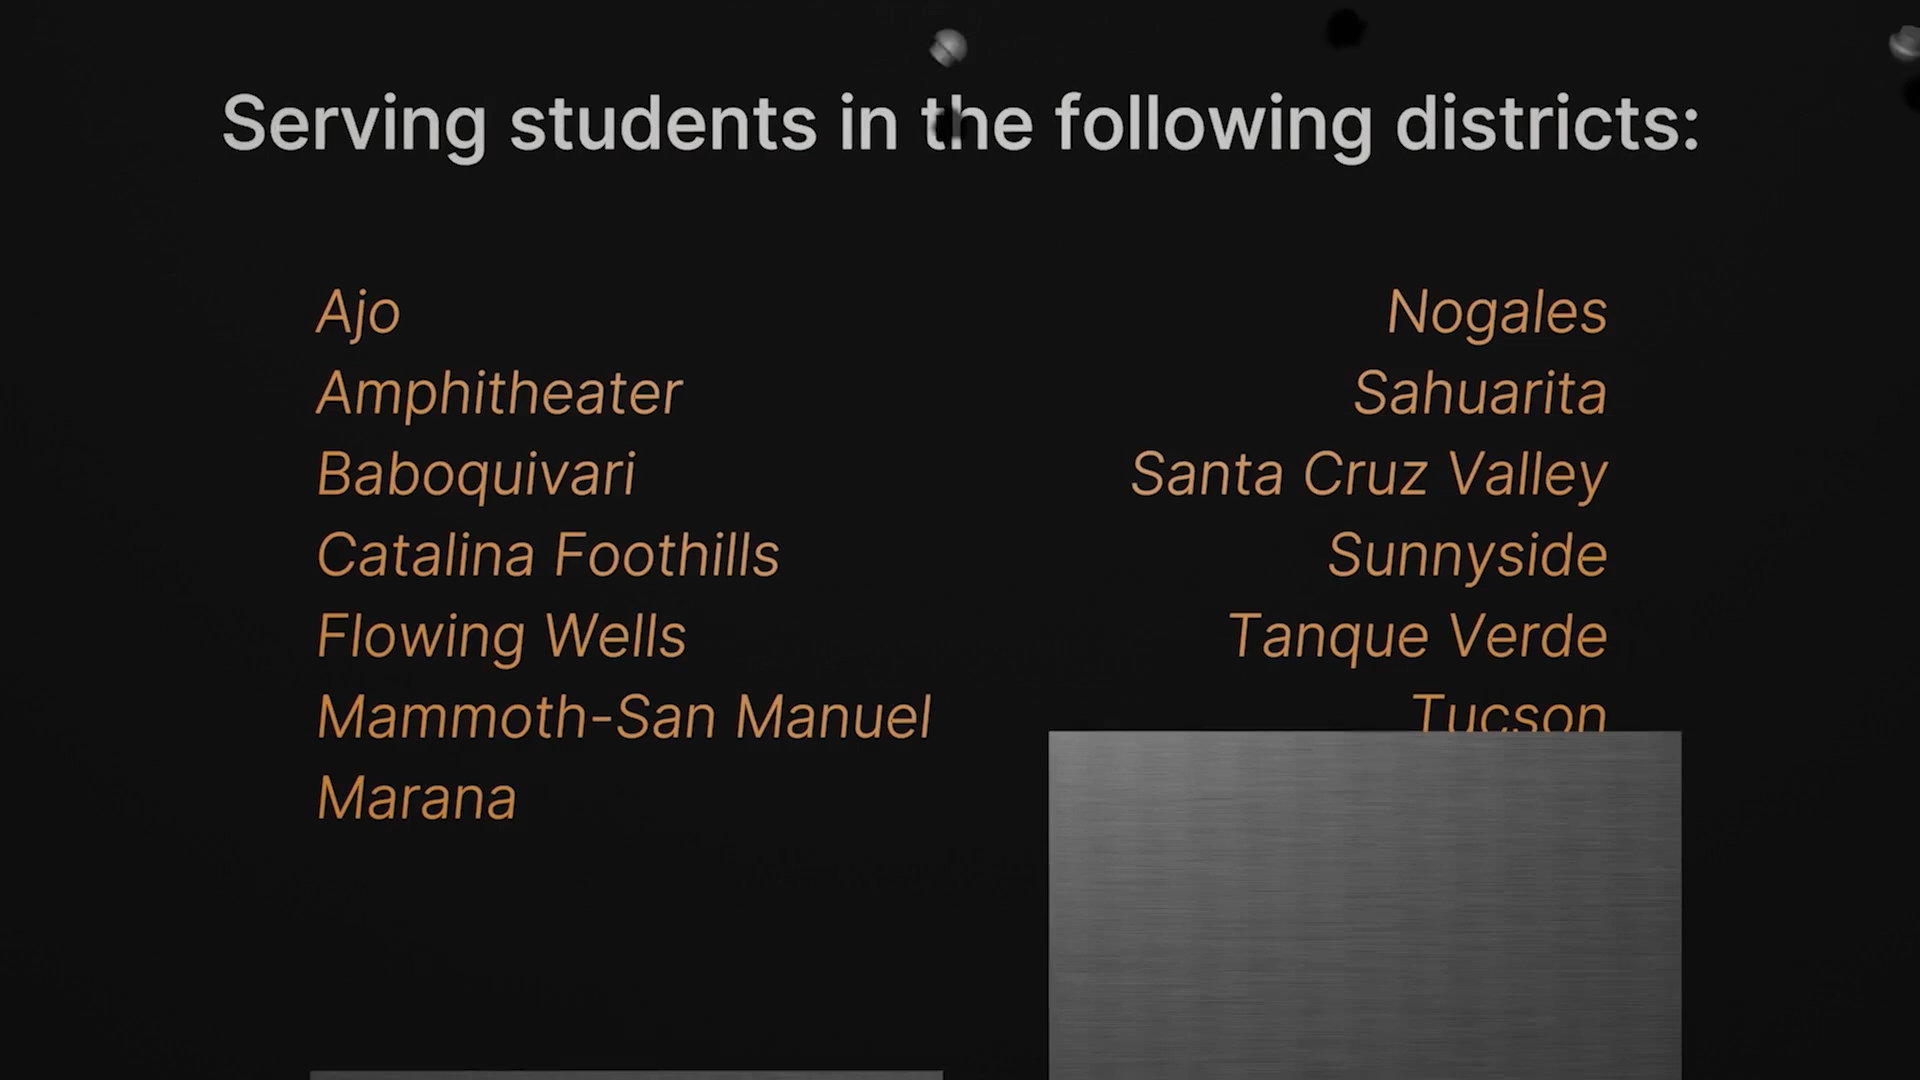 Serving students in the following districts:
Ajo
Amphitheater
Baboquivari
Catalina Foothills
Flowing Wells
Mammoth-San Manuel
Marana
Nogales
Sahuarita
Santa Cruz Valley
Sunnyside
Tanque Verde
Tucson